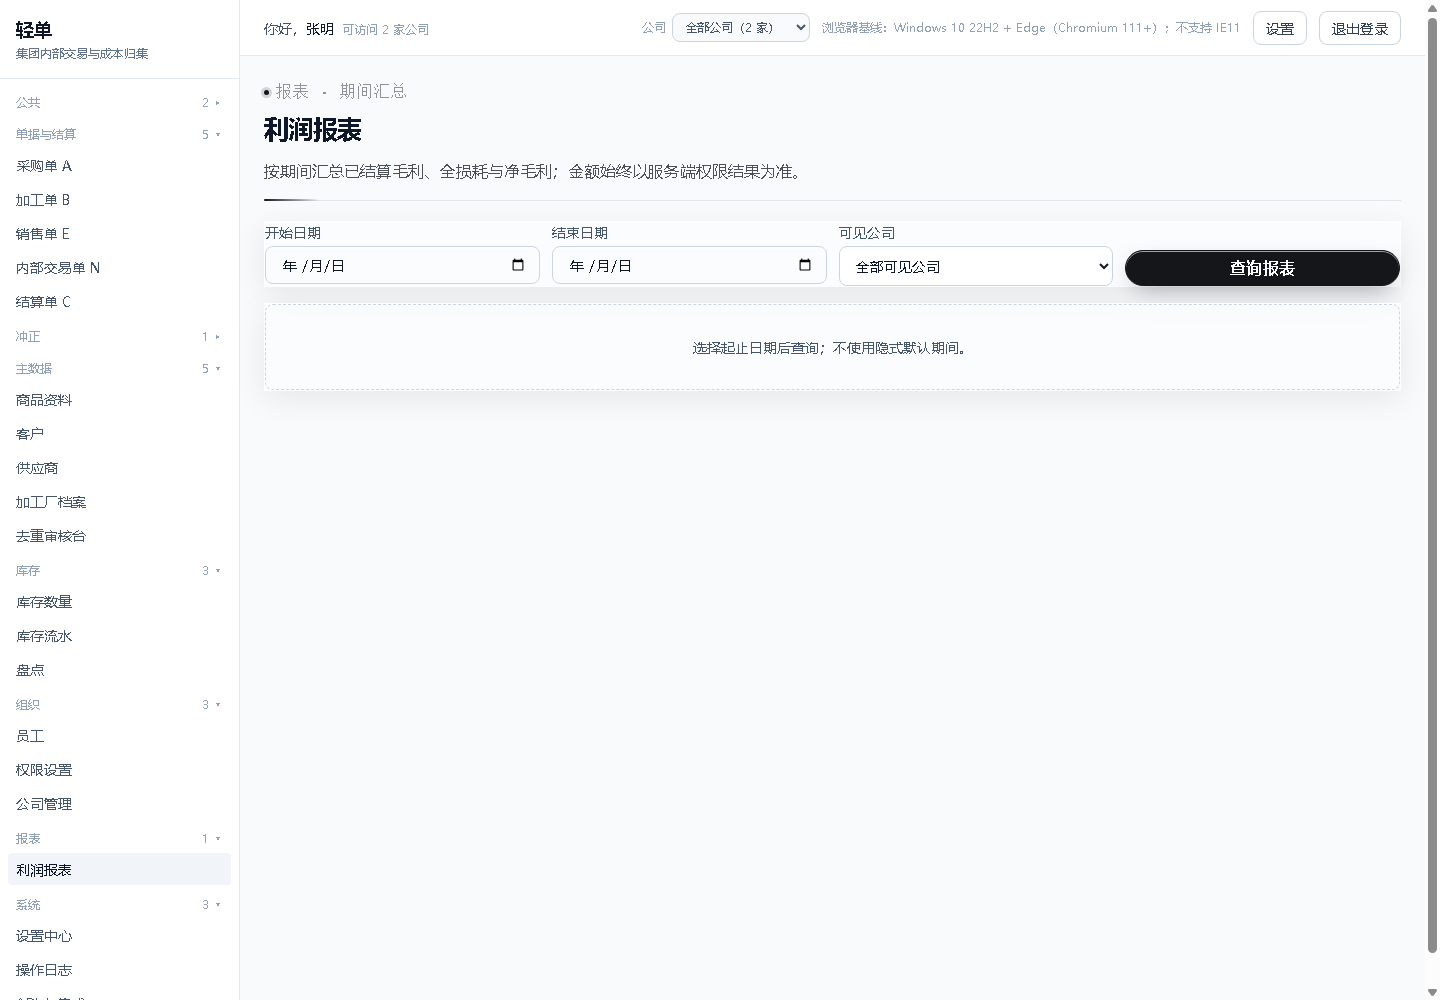 轻单
集团内部交易与成本归集
公共 2
单据与结算 5
采购单 A
加工单 B
销售单 E
内部交易单 N
结算单 C
冲正 1
主数据 5
商品资料
客户
供应商
加工厂档案
去重审核台
库存 3
库存数量
库存流水
盘点
组织 3
员工
权限设置
公司管理
报表 1
利润报表
系统 3
设置中心
操作日志
你好，张明 可访问 2 家公司
公司 全部公司（2 家） 浏览器基线：Windows 10 22H2 + Edge（Chromium 111+）；不支持 IE11 设置 退出登录
报表 · 期间汇总
利润报表
按期间汇总已结算毛利、全损耗与净毛利；金额始终以服务端权限结果为准。
开始日期 结束日期 可见公司
年 /月/日 年 /月/日 全部可见公司 查询报表
选择起止日期后查询；不使用隐式默认期间。